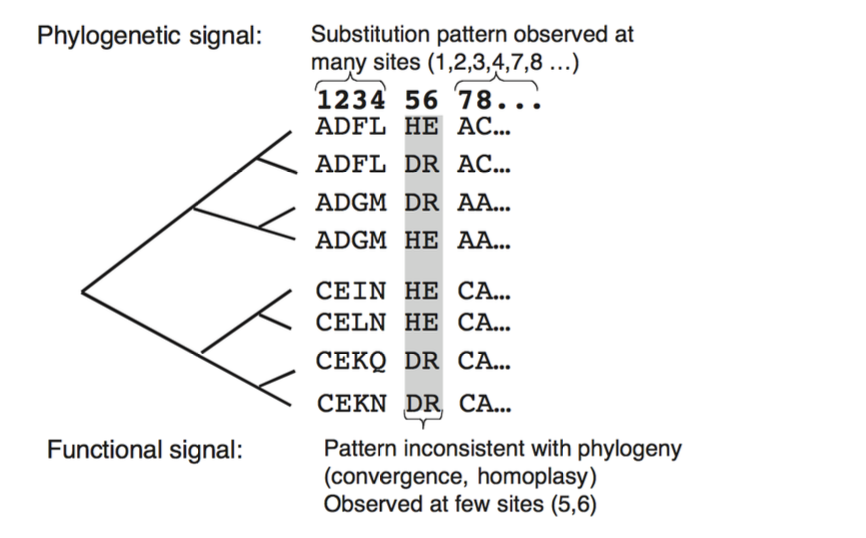 Phylogenetic signal:
Substitution pattern observed at
many sites (1,2,3,4,7,8 ...)
1234 56 78...
ADFL HE AC...
ADFL DR AC...
ADGM DR AA...
ADGM HE AA...
CEIN HE CA...
CELN HE CA...
CEKQ DR CA...
CEKN DR CA...
Functional signal:
Pattern inconsistent with phylogeny
(convergence, homoplasy)
Observed at few sites (5,6)